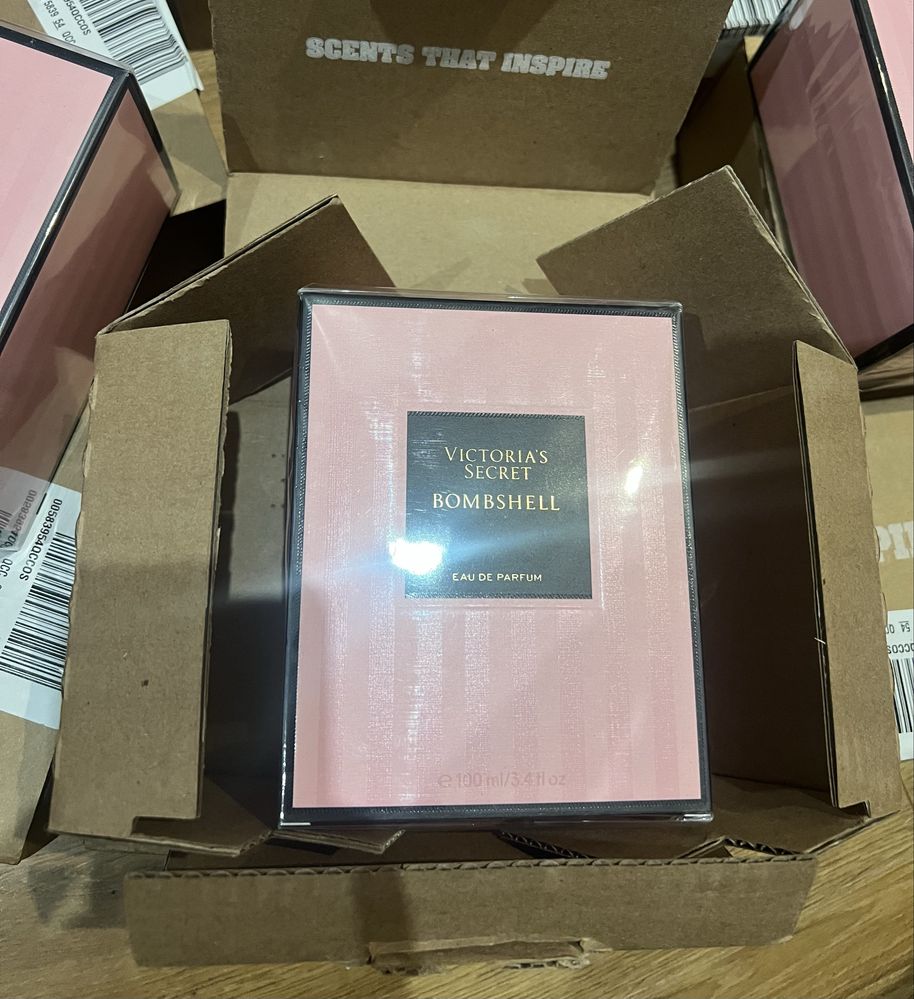 SCENTS THAT INSPIRE
VICTORIA'S
SECRET
BOMBSHELL
EAU DE PARFUM
e 100 ml/3.4 fl oz